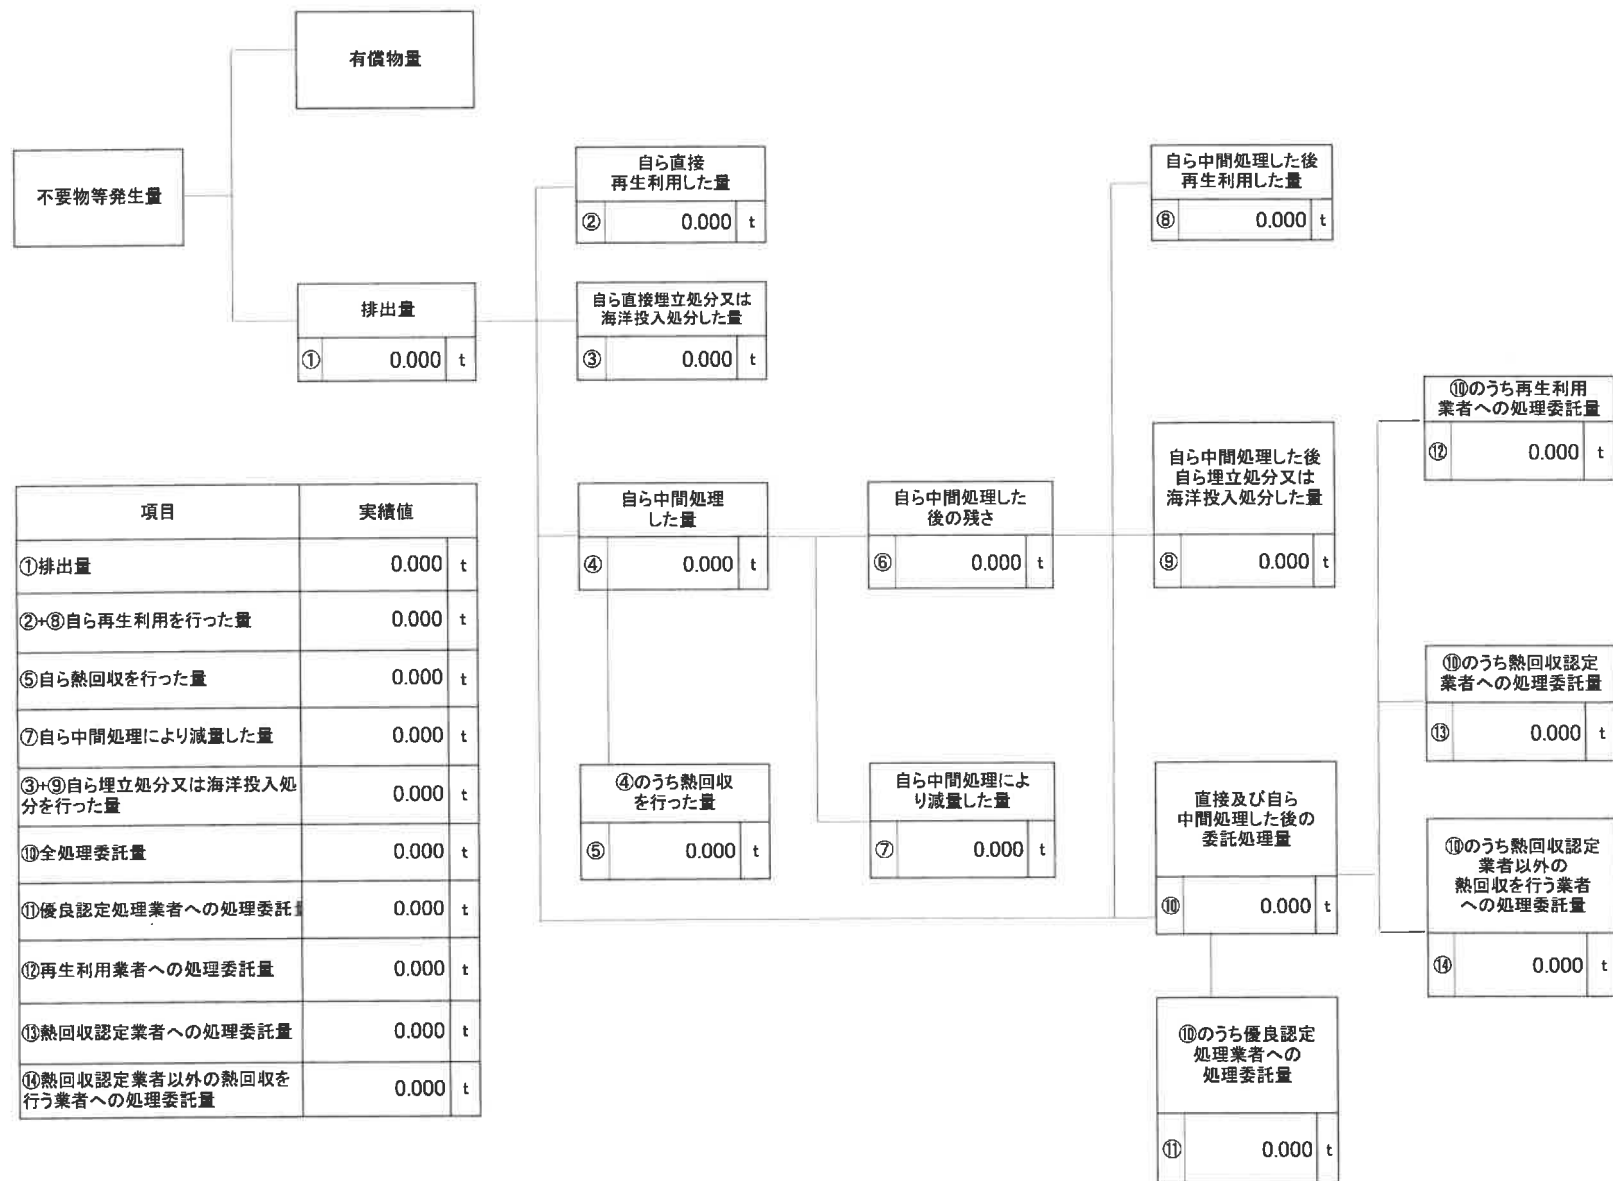 有償物量
不要物等発生量
排出量
① 0.000 t
自ら直接
再生利用した量
② 0.000 t
自ら直接埋立処分又は
海洋投入処分した量
③ 0.000 t
自ら中間処理
した量
④ 0.000 t
④のうち熱回収
を行った量
⑤ 0.000 t
自ら中間処理した
後の残さ
⑥ 0.000 t
自ら中間処理によ
り減量した量
⑦ 0.000 t
自ら中間処理した後
再生利用した量
⑧ 0.000 t
自ら中間処理した後
自ら埋立処分又は
海洋投入処分した量
⑨ 0.000 t
直接及び自ら
中間処理した後の
委託処理量
⑩ 0.000 t
⑩のうち優良認定
処理業者への
処理委託量
⑪ 0.000 t
⑩のうち再生利用
業者への処理委託量
⑫ 0.000 t
⑩のうち熱回収認定
業者への処理委託量
⑬ 0.000 t
⑩のうち熱回収認定
業者以外の
熱回収を行う業者
への処理委託量
⑭ 0.000 t
項目 実績値
①排出量 0.000 t
②+⑧自ら再生利用を行った量 0.000 t
⑤自ら熱回収を行った量 0.000 t
⑦自ら中間処理により減量した量 0.000 t
③+⑨自ら埋立処分又は海洋投入処
分を行った量 0.000 t
⑩全処理委託量 0.000 t
⑪優良認定処理業者への処理委託 0.000 t
⑫再生利用業者への処理委託量 0.000 t
⑬熱回収認定業者への処理委託量 0.000 t
⑭熱回収認定業者以外の熱回収を
行う業者への処理委託量 0.000 t